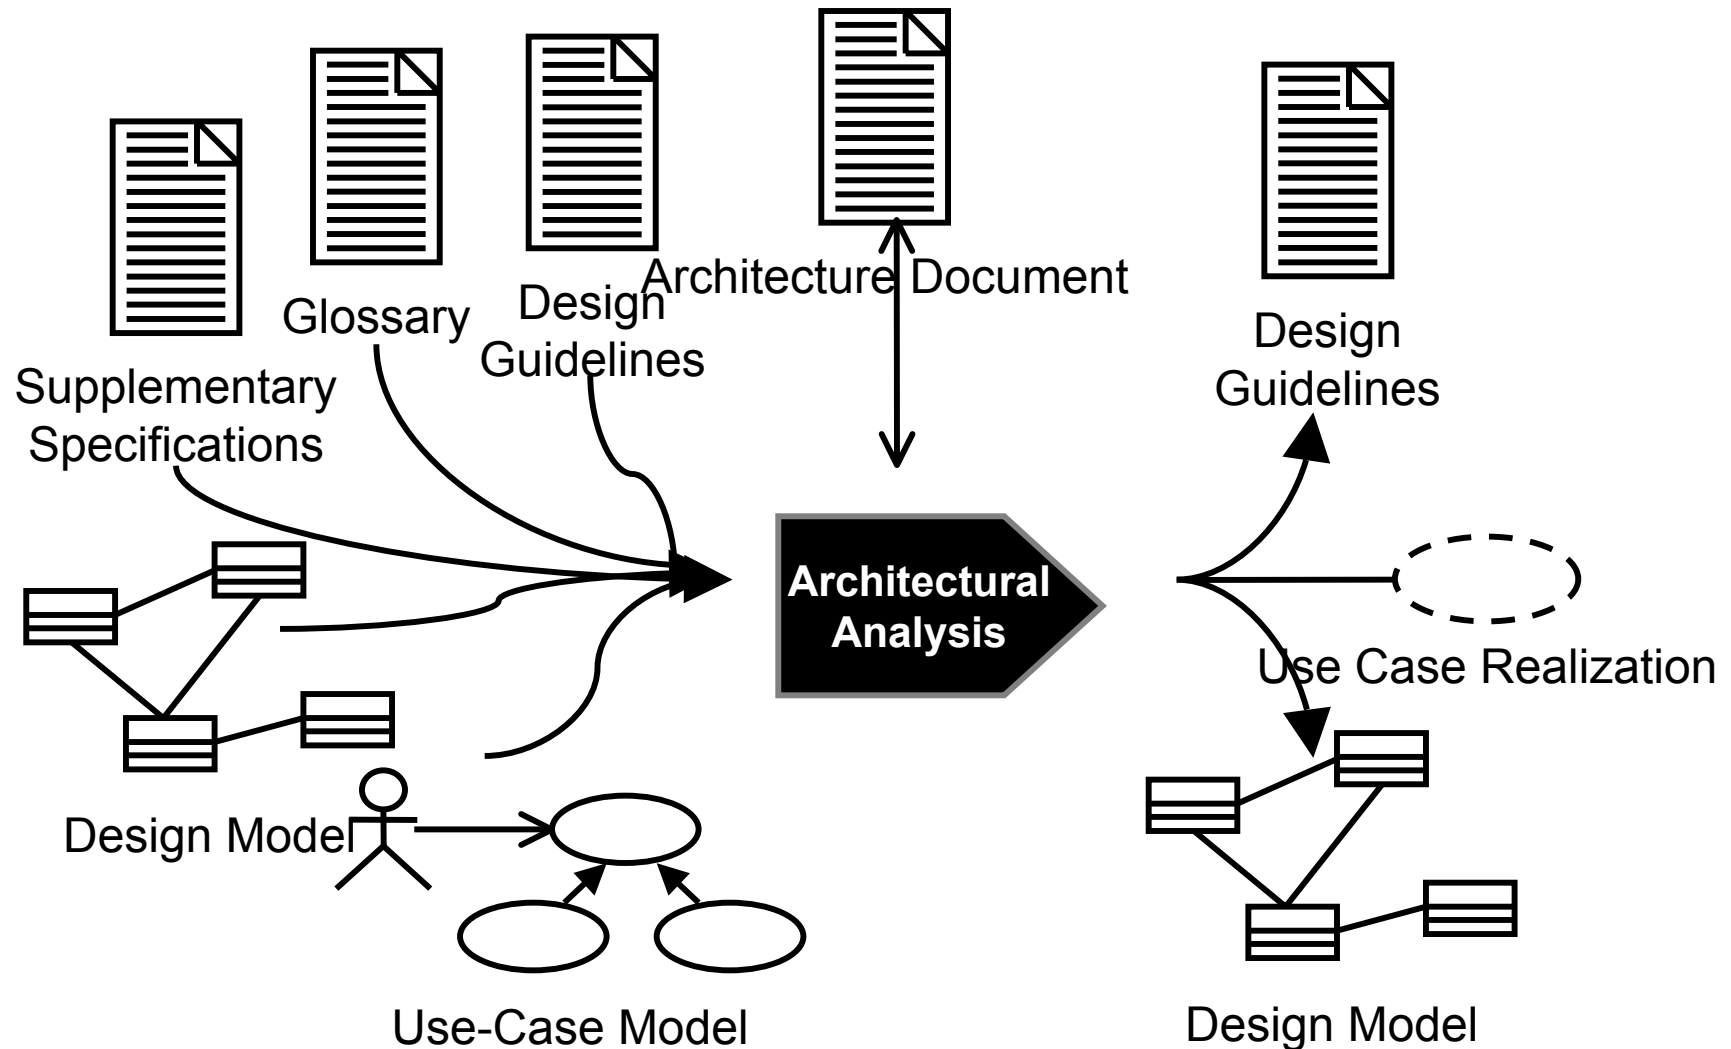 Architecture Document
Glossary
Design
Guidelines
Design
Guidelines
Supplementary
Specifications
Architectural
Analysis
Use Case Realization
Design Model
Use-Case Model
Design Model